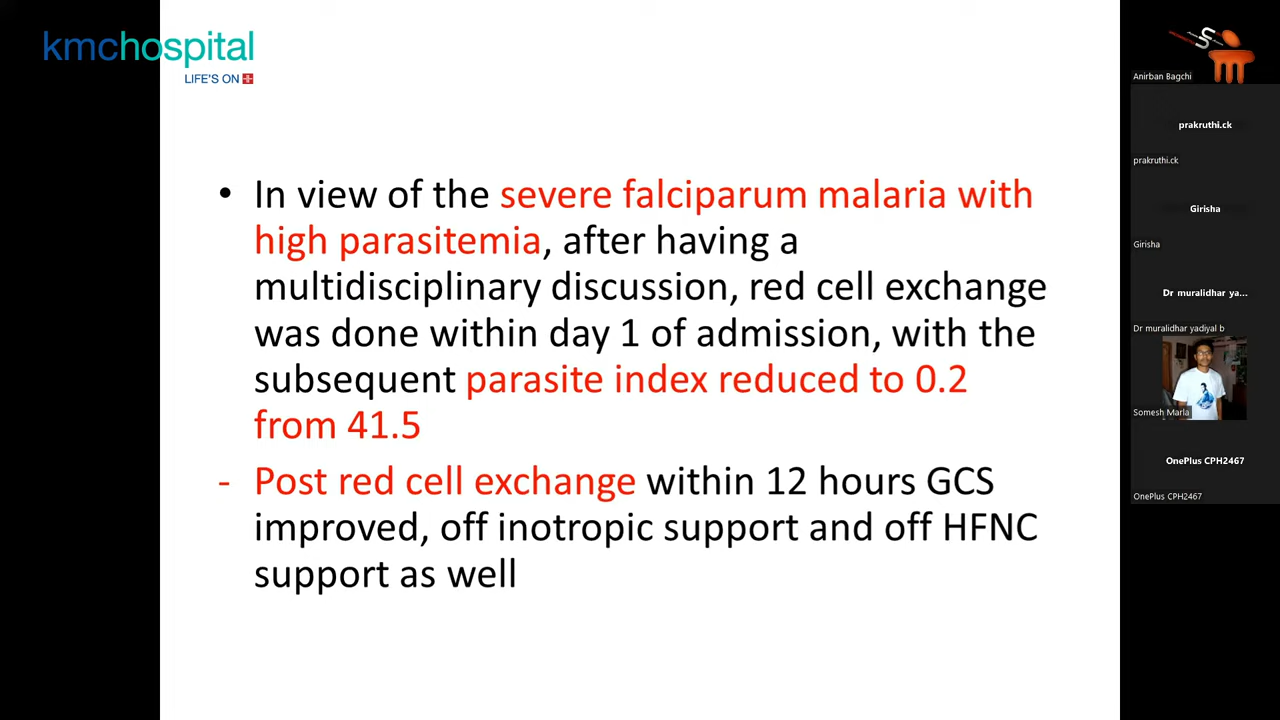 kmchospital
LIFE'S ON
• In view of the severe falciparum malaria with
high parasitemia, after having a
multidisciplinary discussion, red cell exchange
was done within day 1 of admission, with the
subsequent parasite index reduced to 0.2
from 41.5
- Post red cell exchange within 12 hours GCS
improved, off inotropic support and off HFNC
support as well
Anirban Bagchi
prakruthi.ck
prakruthi.ck
Girisha
Girisha
Dr muralidhar ya...
Dr muralidhar yadiyal b
Somesh Marla
OnePlus CPH2467
OnePlus CPH2467